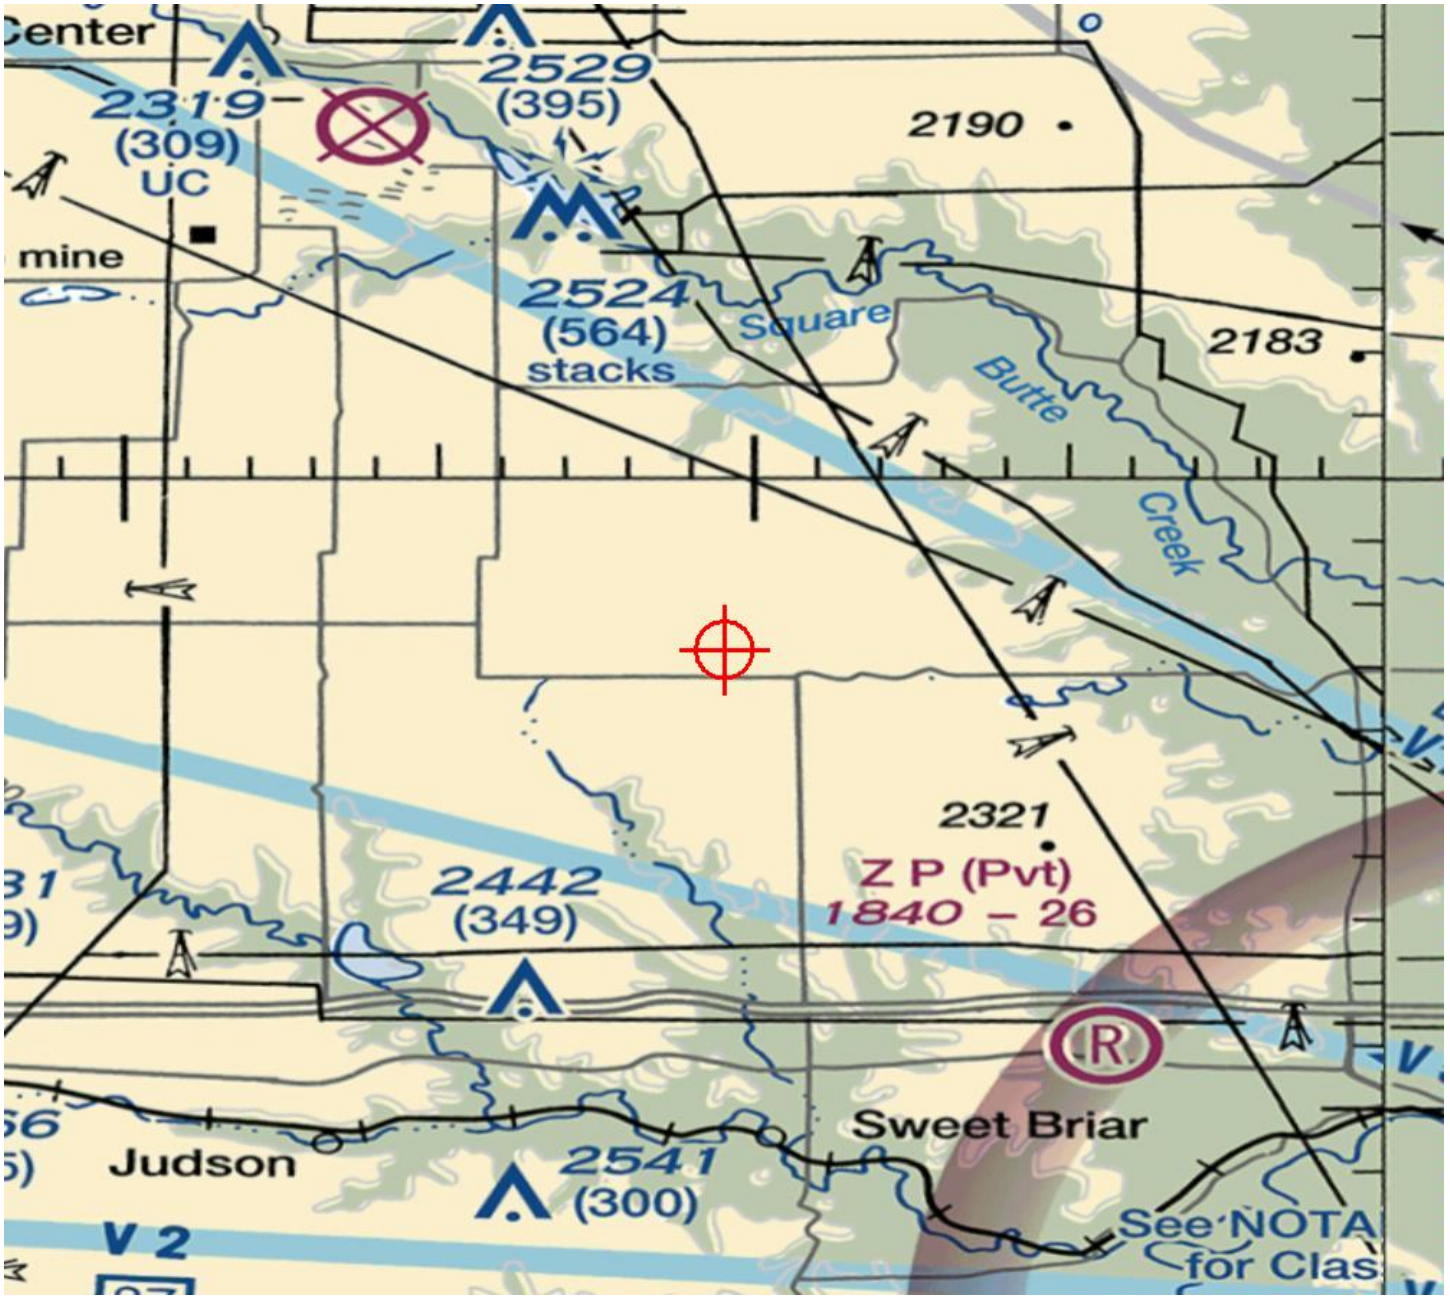 Center
2529
(395)
2319
(309)
UC
2190
mine
2524
(564)
stacks
Square
2183
Butte
Creek
2321
Z P (Pvt)
1840 - 26
2442
(349)
R
Sweet Briar
Judson
2541
(300)
See NOTA
for Clas
V 2